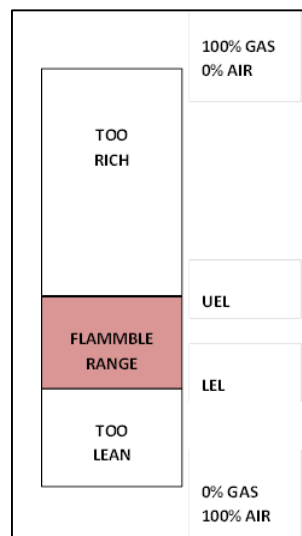 100% GAS
0% AIR
TOO
RICH
UEL
FLAMMBLE
RANGE
LEL
TOO
LEAN
0% GAS
100% AIR